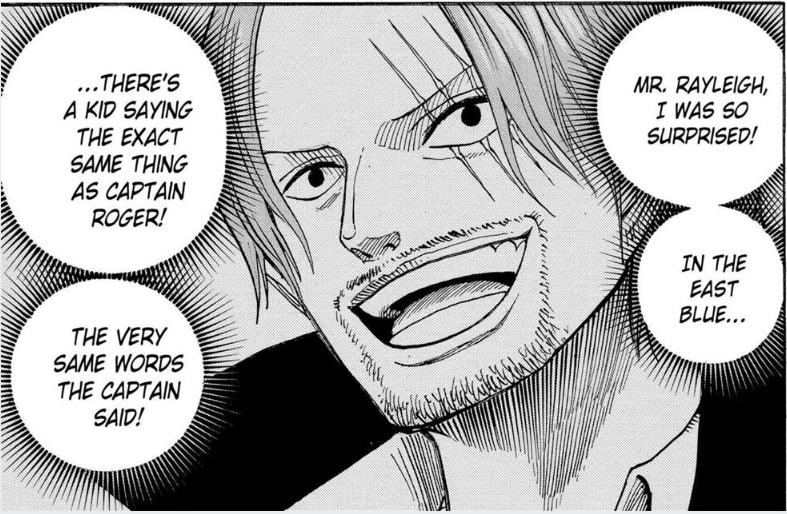 MR. RAYLEIGH,
I WAS SO
SURPRISED!
IN THE
EAST
BLUE...
...THERE'S
A KID SAYING
THE EXACT
SAME THING
AS CAPTAIN
ROGER!
THE VERY
SAME WORDS
THE CAPTAIN
SAID!